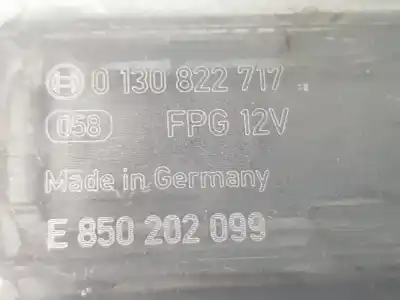 0 130 822 717
058 FPG 12V
Made in Germany
E 850 202 099